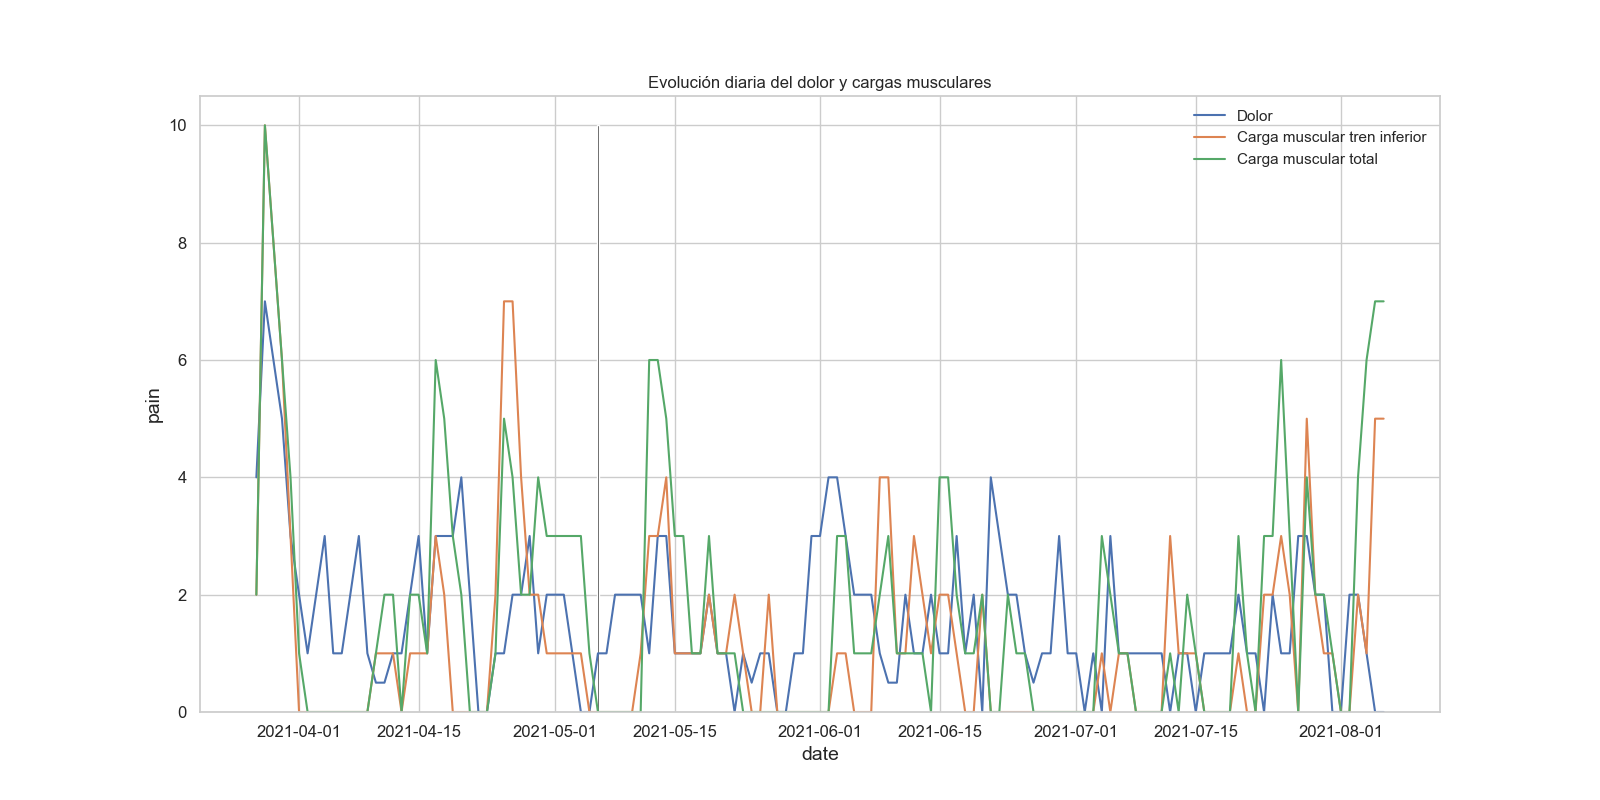 Evolución diaria del dolor y cargas musculares
Dolor
Carga muscular tren inferior
Carga muscular total
pain
10
8
6
4
2
0
2021-04-01
2021-04-15
2021-05-01
2021-05-15
2021-06-01
2021-06-15
2021-07-01
2021-07-15
2021-08-01
date